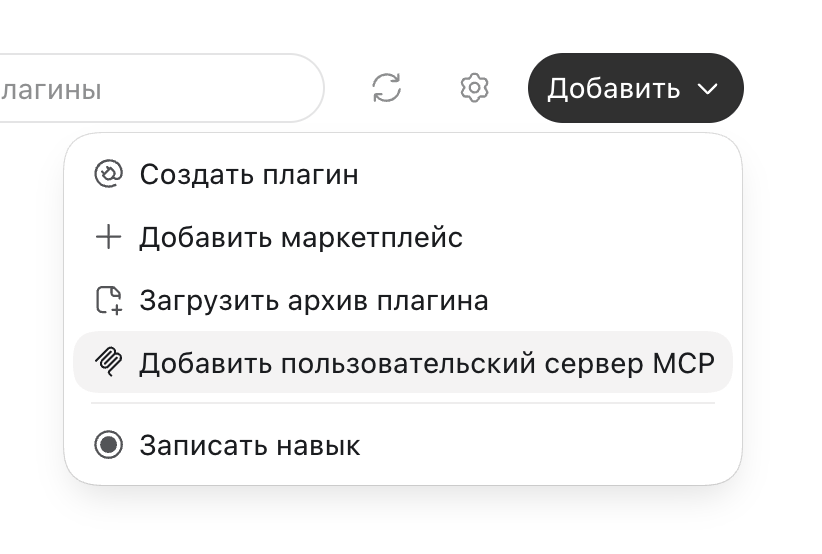 лагины
Добавить
Создать плагин
Добавить маркетплейс
Загрузить архив плагина
Добавить пользовательский сервер MCP
Записать навык